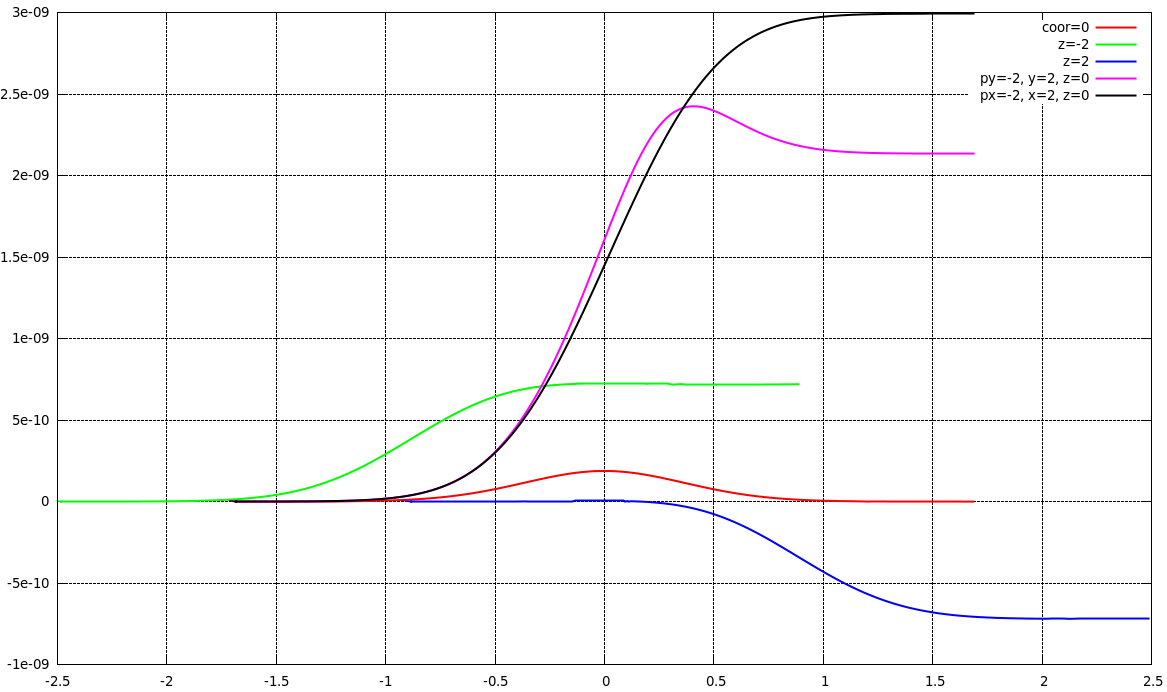 3e-09
2.5e-09
2e-09
1.5e-09
1e-09
5e-10
0
-5e-10
-1e-09
-2.5 -2 -1.5 -1 -0.5 0 0.5 1 1.5 2 2.5
coor=0
z=-2
z=2
py=-2, y=2, z=0
px=-2, x=2, z=0